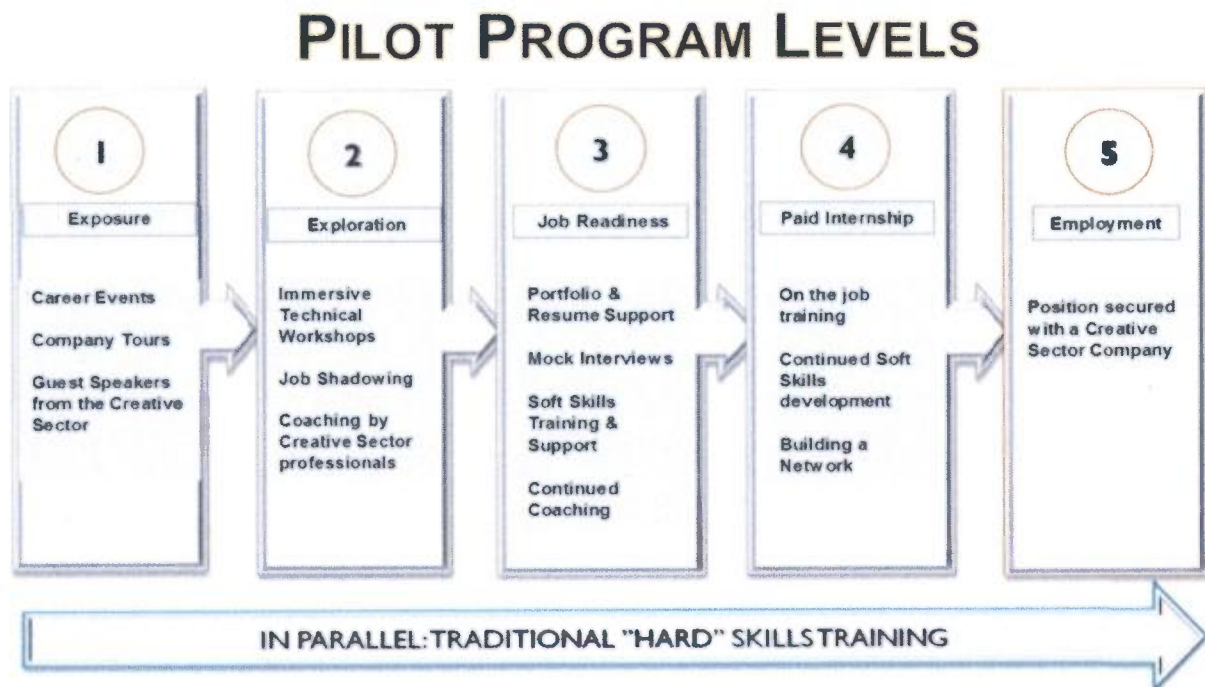 PILOT PROGRAM LEVELS
1
Exposure
Career Events
Company Tours
Guest Speakers
from the Creative
Sector
2
Exploration
Immersive
Technical
Workshops
Job Shadowing
Coaching by
Creative Sector
professionals
3
Job Readiness
Portfolio &
Resume Support
Mock Interviews
Soft Skills
Training &
Support
Continued
Coaching
4
Paid Internship
On the job
training
Continued Soft
Skills
development
Building a
Network
5
Employment
Position secured
with a Creative
Sector Company
IN PARALLEL: TRADITIONAL "HARD" SKILLS TRAINING